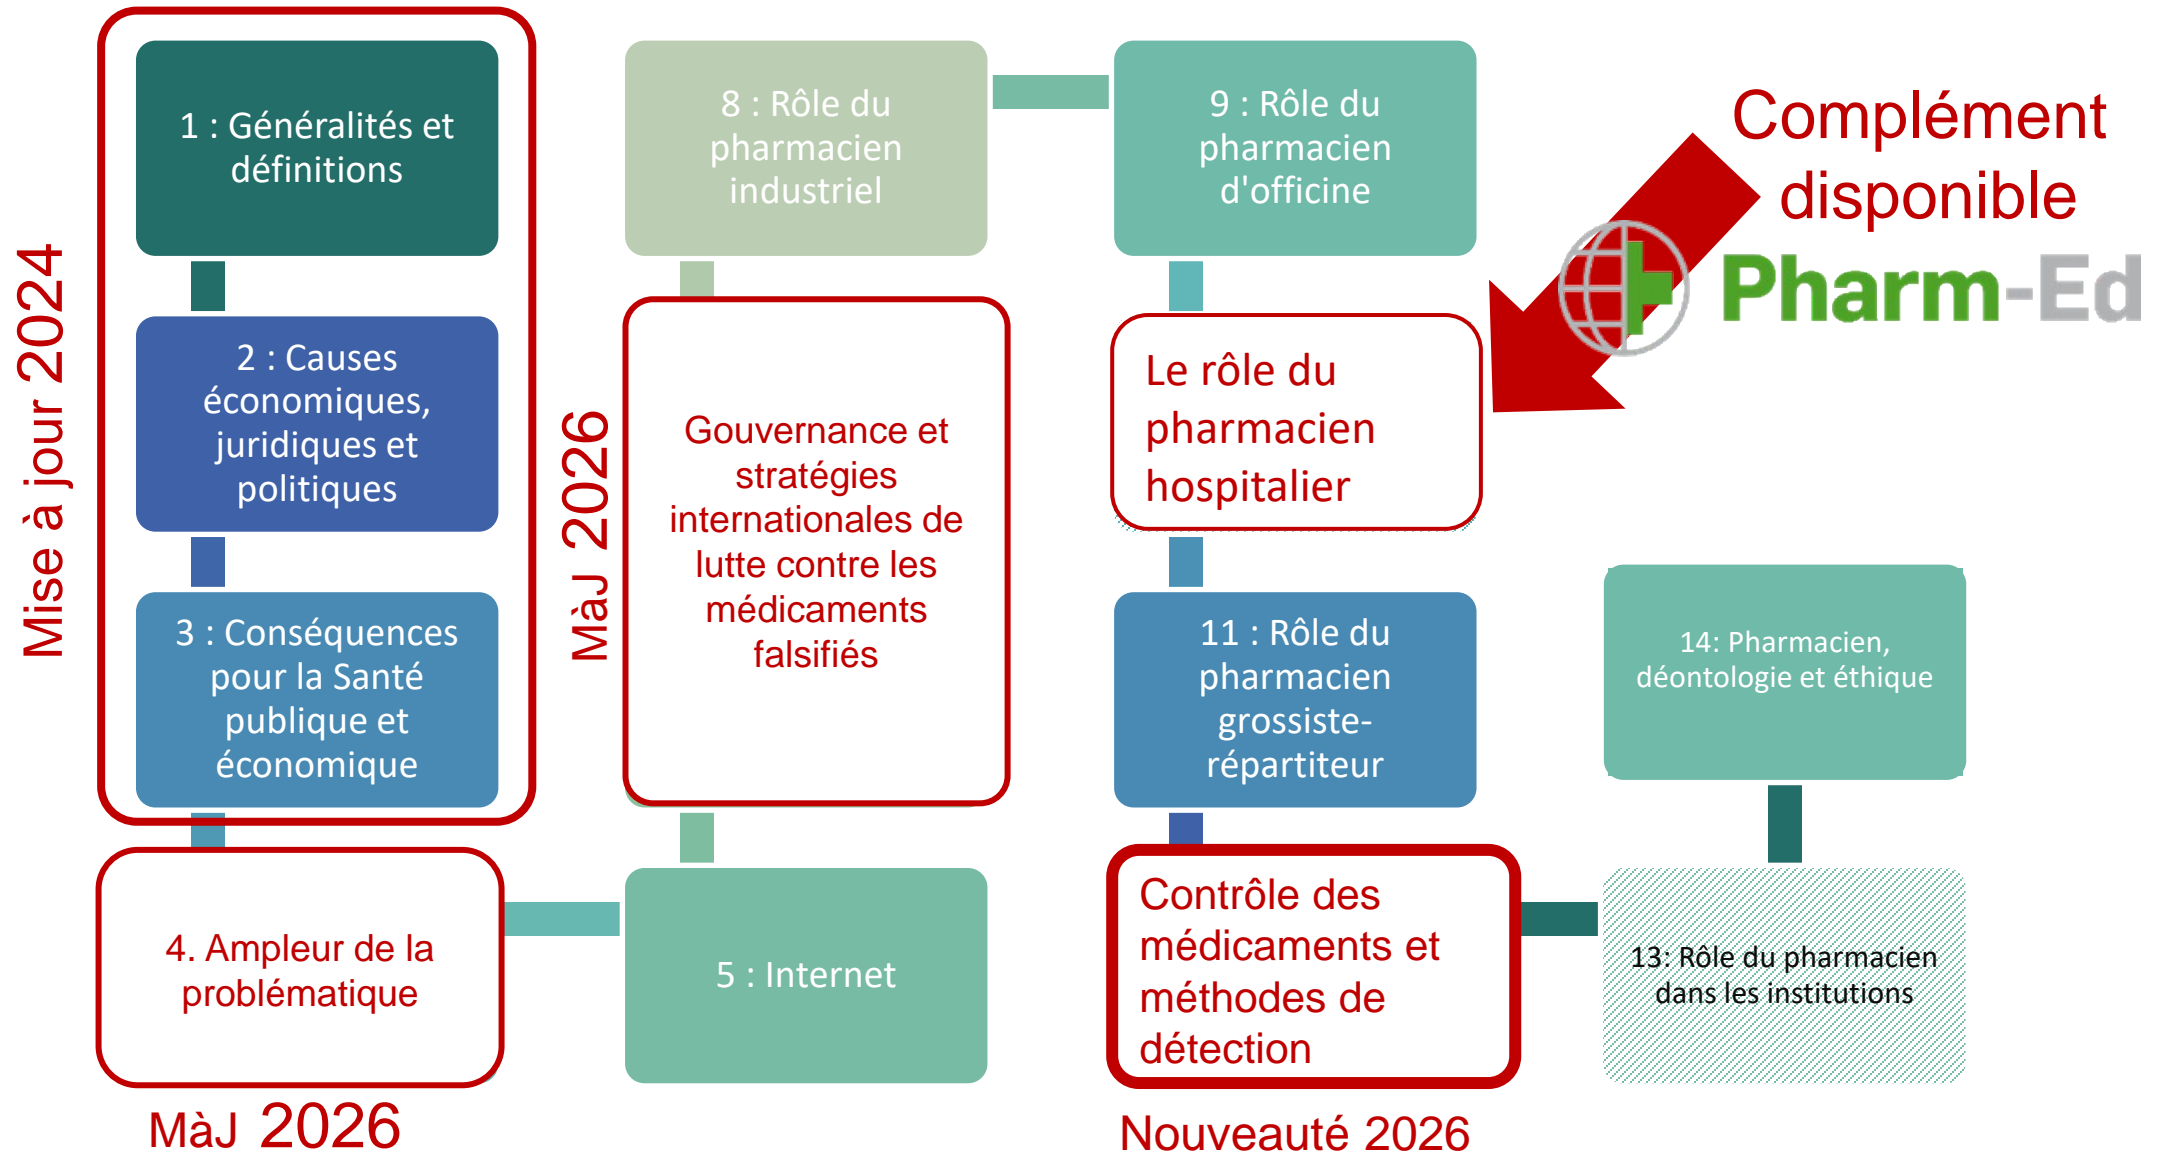 Mise à jour 2024
1 : Généralités et
définitions
2 : Causes
économiques,
juridiques et
politiques
3 : Conséquences
pour la Santé
publique et
économique
4. Ampleur de la
problématique
MàJ 2026
5 : Internet
MàJ 2026
Gouvernance et
stratégies
internationales de
lutte contre les
médicaments
falsifiés
8 : Rôle du
pharmacien
industriel
9 : Rôle du
pharmacien
d'officine
Le rôle du
pharmacien
hospitalier
Complément
disponible
Pharm-Ed
11 : Rôle du
pharmacien
grossiste-
répartiteur
Contrôle des
médicaments et
méthodes de
détection
Nouveauté 2026
13: Rôle du pharmacien
dans les institutions
14: Pharmacien,
déontologie et éthique